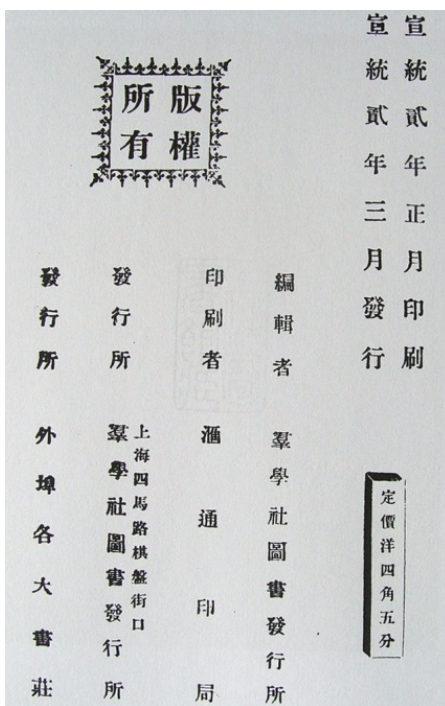 宣統貳年正月印刷
宣統貳年三月發行
定價洋四角五分
版權
所有
編輯者　羣學社圖書發行所
印刷者　滙通印局
發行所　上海四馬路棋盤街口
羣學社圖書發行所
發行所　外埠各大書莊